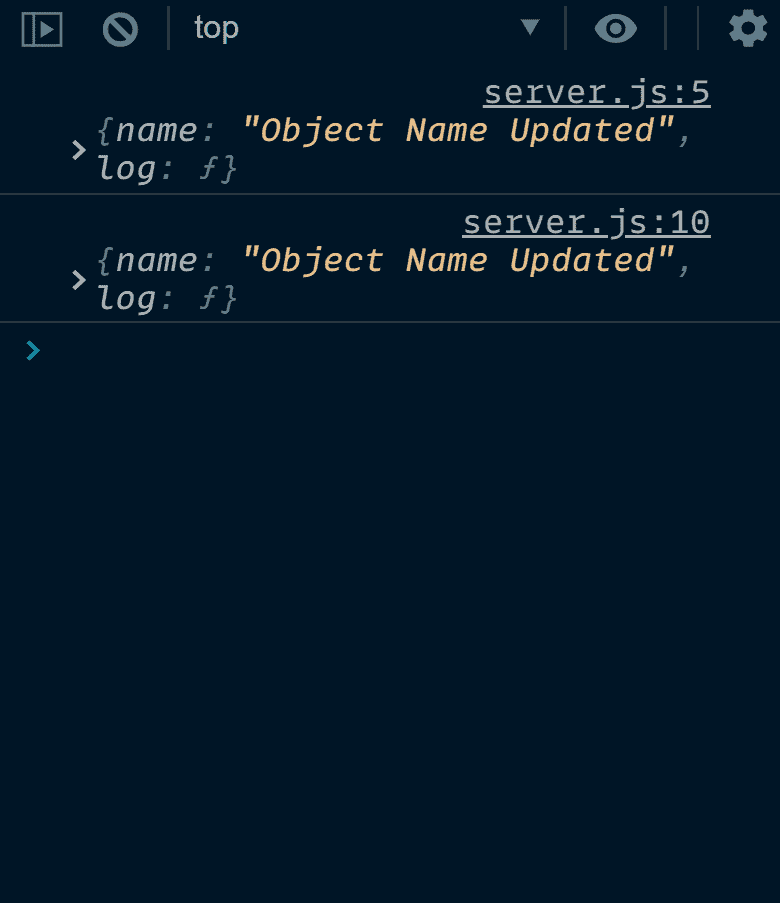 top
server.js:5
{name: "Object Name Updated",
log: ƒ}
server.js:10
{name: "Object Name Updated",
log: ƒ}